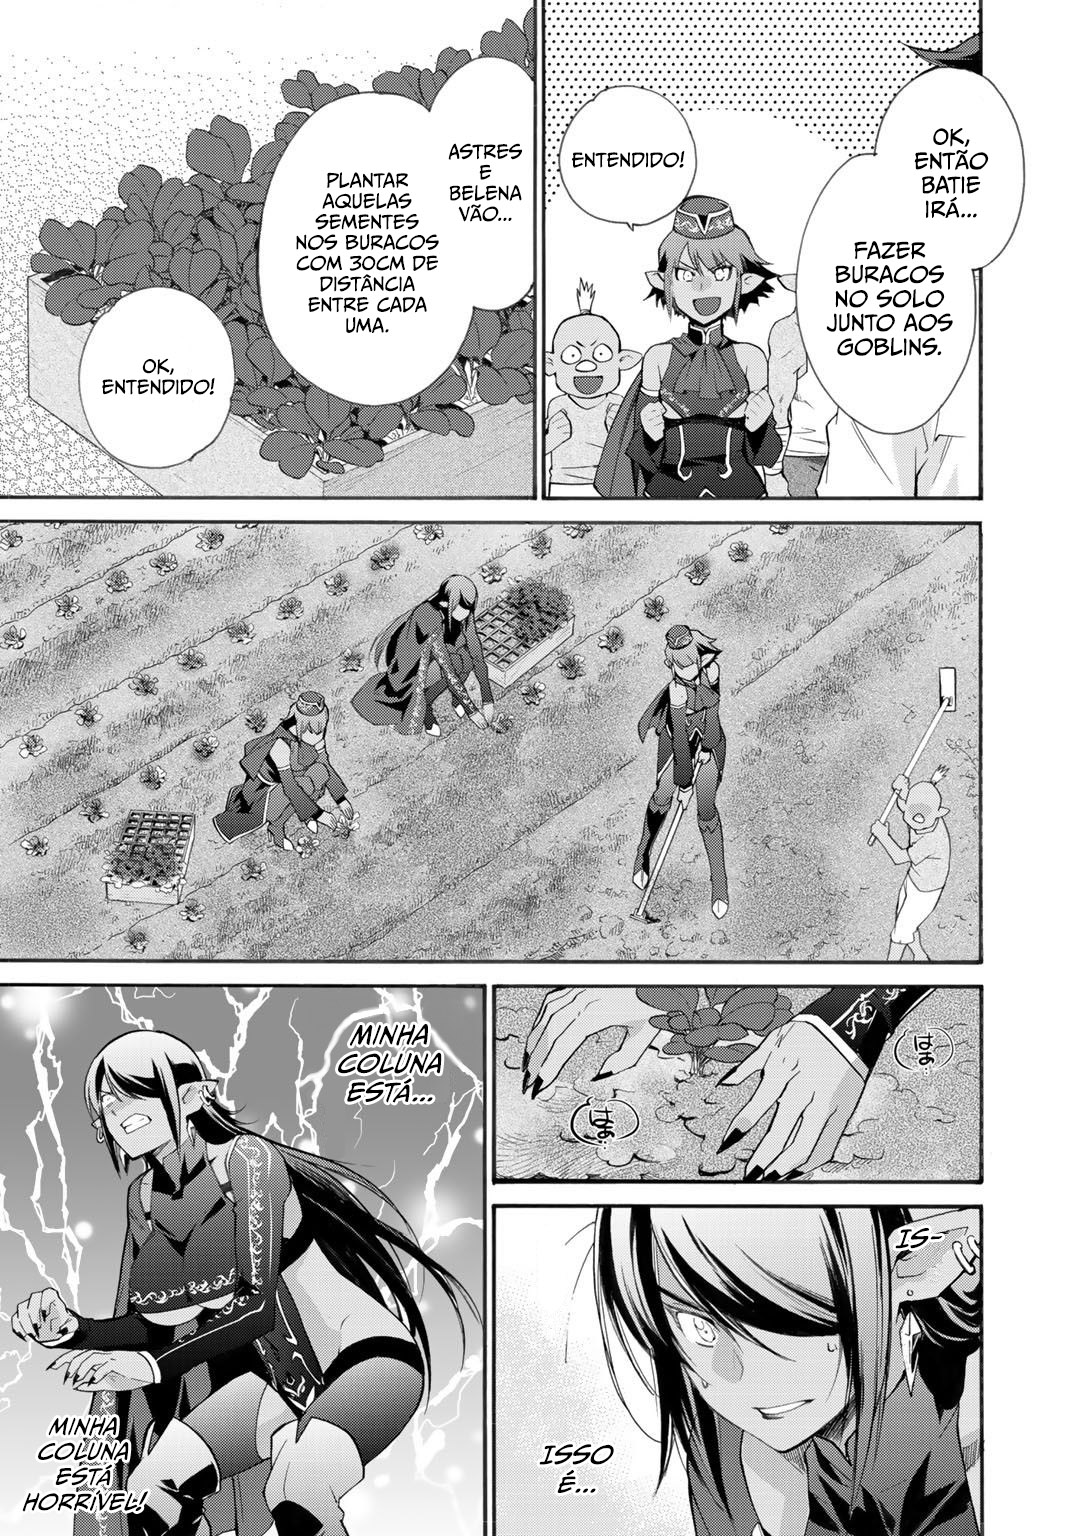 OK,
ENTÃO
BATIE
IRÁ...
FAZER
BURACOS
NO SOLO
JUNTO AOS
GOBLINS.
ENTENDIDO!
ASTRES
E
BELENA
VÃO...
PLANTAR
AQUELAS
SEMENTES
NOS BURACOS
COM 30CM DE
DISTÂNCIA
ENTRE CADA
UMA.
OK,
ENTENDIDO!
はぁ
はぁ
IS-
ISSO
É...
MINHA
COLUNA
ESTÁ...
MINHA
COLUNA
ESTÁ
HORRÍVEL!